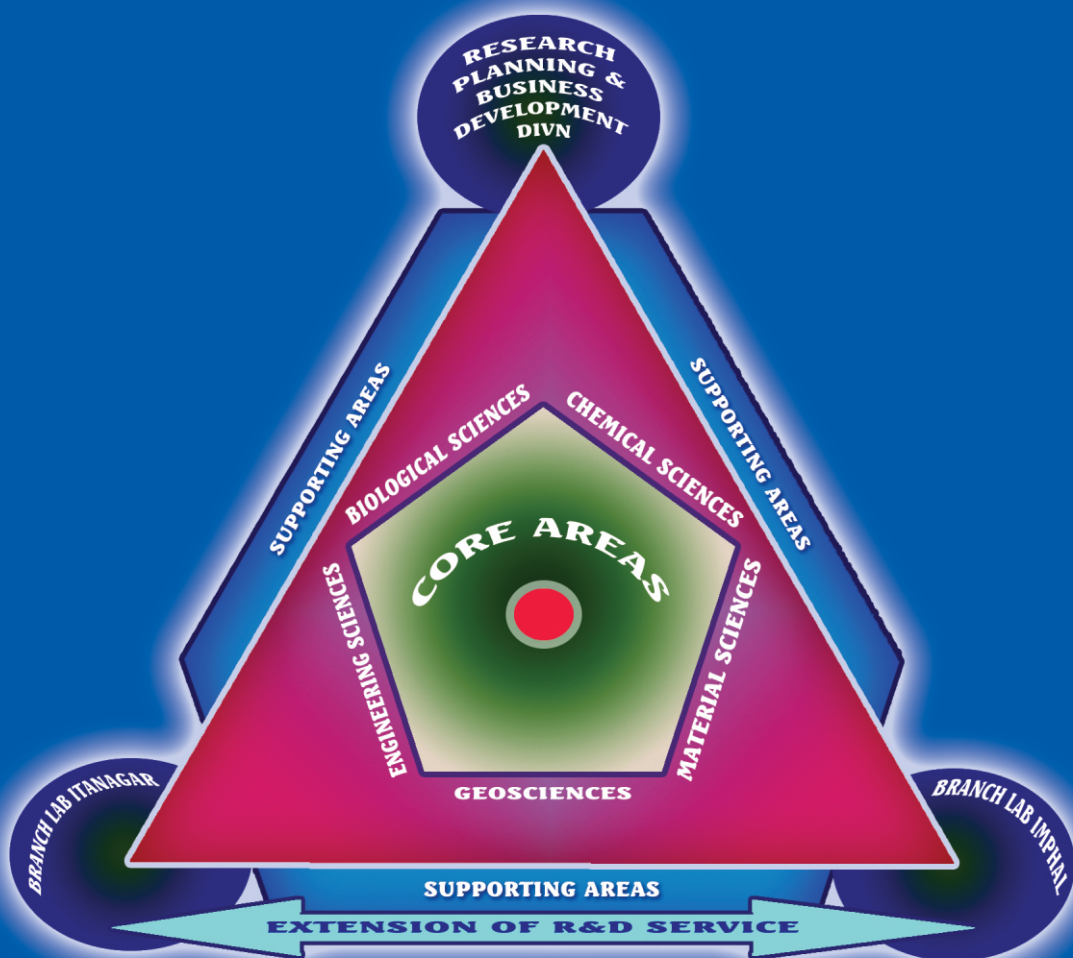 RESEARCH
PLANNING &
BUSINESS
DEVELOPMENT
DIVN
SUPPORTING AREAS
SUPPORTING AREAS
BIOLOGICAL SCIENCES
CHEMICAL SCIENCES
CORE AREAS
ENGINEERING SCIENCES
MATERIAL SCIENCES
GEOSCIENCES
BRANCH LAB ITANAGAR
BRANCH LAB IMPHAL
SUPPORTING AREAS
EXTENSION OF R&D SERVICE